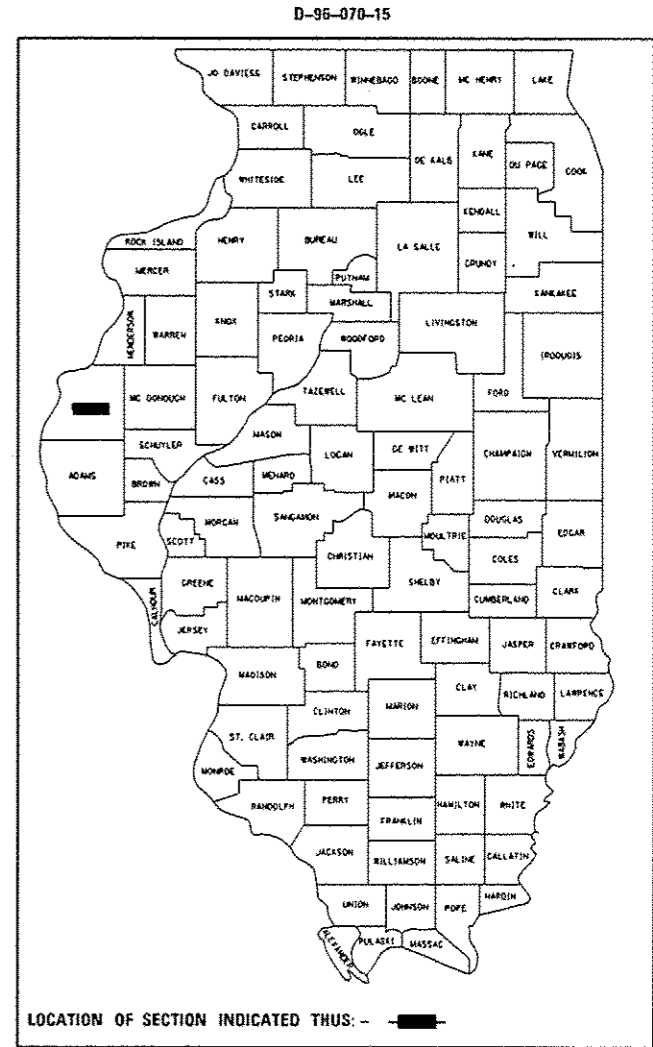 D-96-070-15
JO DAVIESS STEPHENSON WINNEBAGO BOONE MC HENRY LAKE
CARROLL OGLE
DE KALB KANE DU PAGE COOK
WHITESIDE LEE
KENDALL
ROCK ISLAND HENRY BUREAU LA SALLE GRUNDY WILL
MERCER PUTNAM KANKAKEE
STARK MARSHALL
HENDERSON WARREN KNOX PEORIA WOODFORD LIVINGSTON IROQUOIS
MC DONOUGH FULTON TAZEWELL MC LEAN FORD
SCHUYLER MASON LOGAN DE WITT CHAMPAIGN VERMILION
ADAMS BROWN CASS MENARD PIATT
MACON
PIKE SCOTT MORGAN SANGAMON CHRISTIAN MOULTRIE DOUGLAS EDGAR
COLES
CALHOUN GREENE MACOUPIN MONTGOMERY SHELBY CUMBERLAND CLARK
JERSEY FAYETTE EFFINGHAM JASPER CRAWFORD
MADISON BOND CLAY RICHLAND LAWRENCE
CLINTON MARION
ST. CLAIR WASHINGTON JEFFERSON WAYNE EDWARDS WABASH
MONROE
RANDOLPH PERRY HAMILTON WHITE
FRANKLIN
JACKSON WILLIAMSON SALINE GALLATIN
UNION JOHNSON POPE HARDIN
ALEXANDER PULASKI MASSAC
LOCATION OF SECTION INDICATED THUS: -